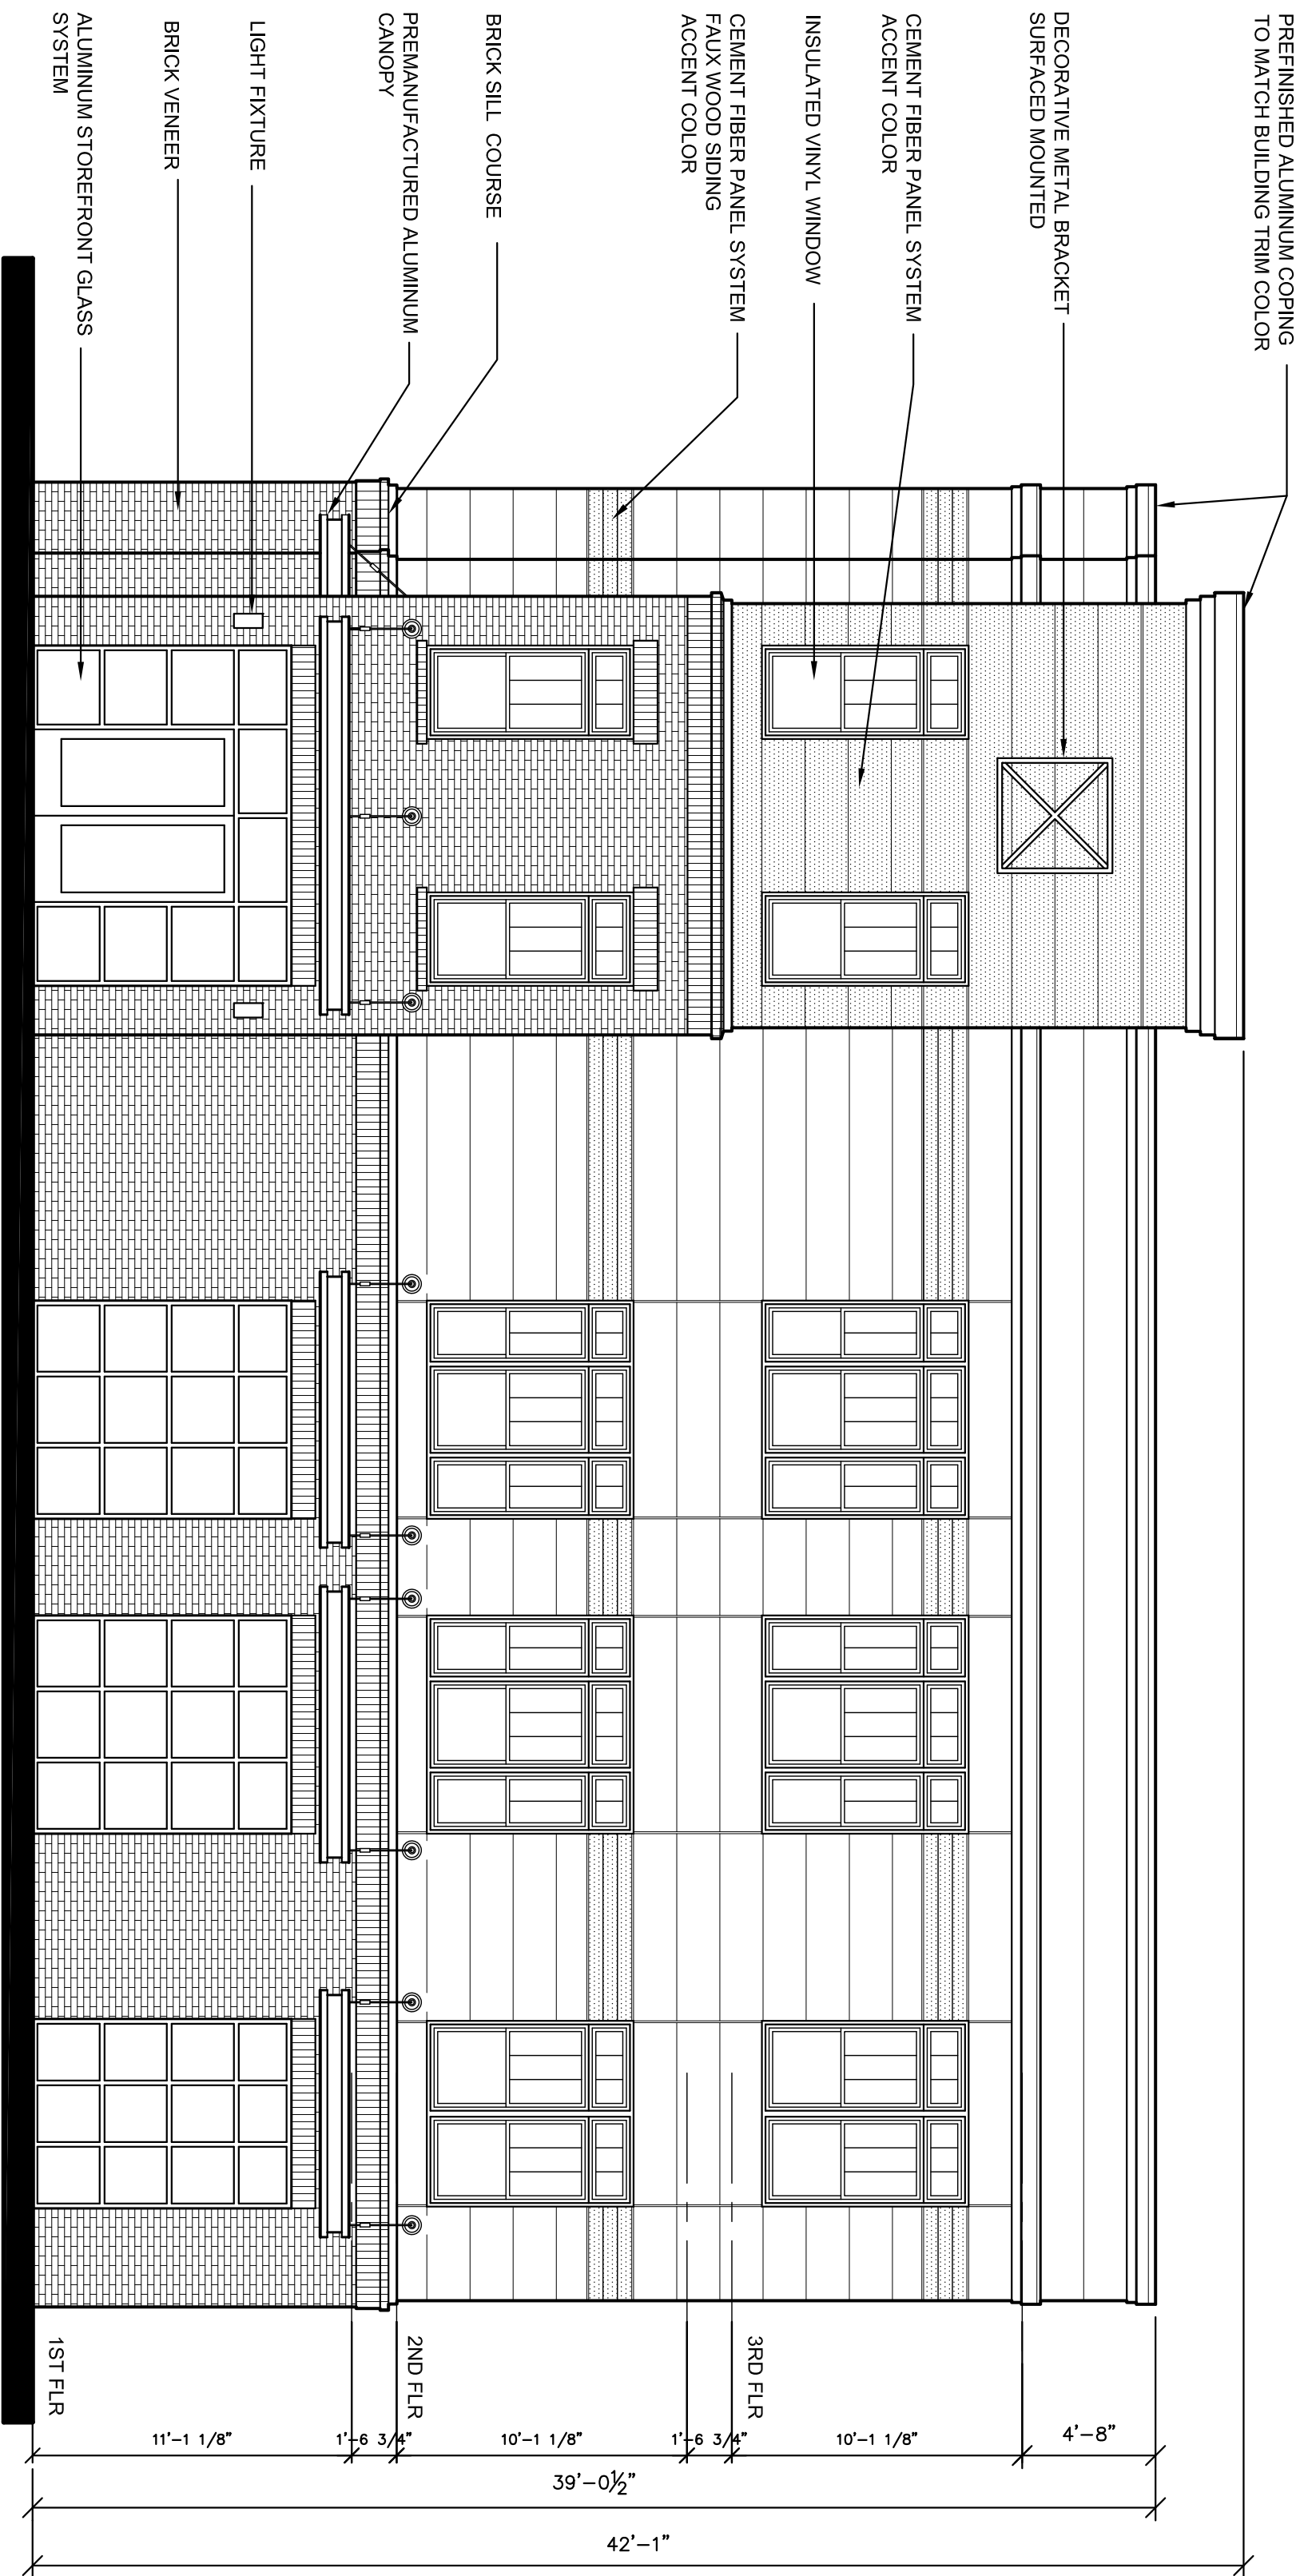 PREFINISHED ALUMINUM COPING
TO MATCH BUILDING TRIM COLOR
DECORATIVE METAL BRACKET
SURFACED MOUNTED
CEMENT FIBER PANEL SYSTEM
ACCENT COLOR
INSULATED VINYL WINDOW
CEMENT FIBER PANEL SYSTEM
FAUX WOOD SIDING
ACCENT COLOR
BRICK SILL COURSE
PREMANUFACTURED ALUMINUM
CANOPY
LIGHT FIXTURE
BRICK VENEER
ALUMINUM STOREFRONT GLASS
SYSTEM
3RD FLR
2ND FLR
1ST FLR
4'-8"
10'-1 1/8"
1'-6 3/4"
10'-1 1/8"
1'-6 3/4"
11'-1 1/8"
39'-0½"
42'-1"